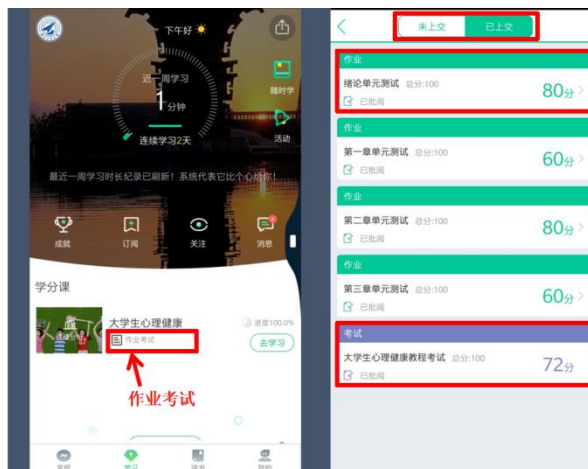 下午好
近一周学习
1分钟
连续学习2天
随时学
活动
最近一周学习时长纪录已刷新！系统代表它比个心给你！
成就
订阅
关注
消息
学分课
大学生心理健康
进度100.0%
作业考试
去学习
作业考试
学习
未上交
已上交
作业
绪论单元测试 总分:100
80分
已批阅
作业
第一章单元测试 总分:100
60分
已批阅
作业
第二章单元测试 总分:100
80分
已批阅
作业
第三章单元测试 总分:100
60分
已批阅
考试
大学生心理健康教程考试 总分:100
72分
已批阅